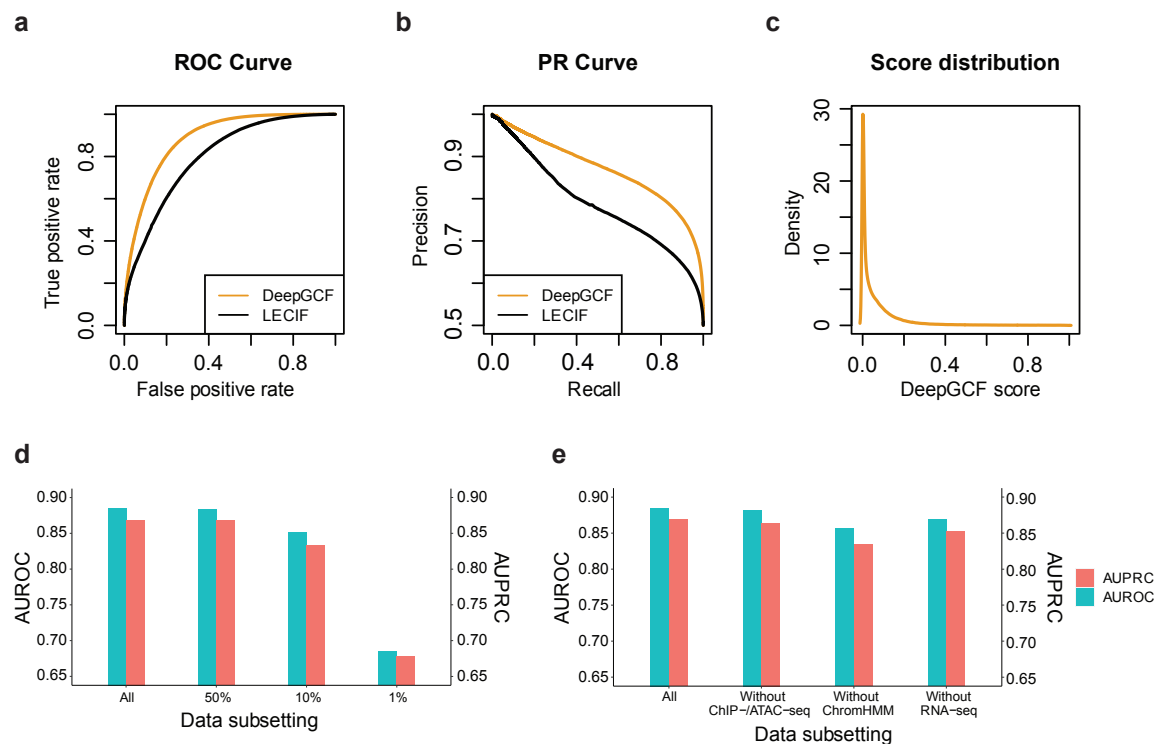 a
b
c
ROC Curve
PR Curve
Score distribution
True positive rate
0.0 0.4 0.8
0.0 0.4 0.8
False positive rate
DeepGCF
LECIF
Precision
0.5 0.7 0.9
0.0 0.4 0.8
Recall
DeepGCF
LECIF
Density
0 10 20 30
0.0 0.4 0.8
DeepGCF score
d
e
AUROC
0.90
0.85
0.80
0.75
0.70
0.65
All 50% 10% 1%
Data subsetting
0.90
0.85
0.80
0.75
0.70
0.65
AUPRC
AUROC
0.90
0.85
0.80
0.75
0.70
0.65
All
Without
ChIP-/ATAC-seq
Without
ChromHMM
Without
RNA-seq
Data subsetting
0.90
0.85
0.80
0.75
0.70
0.65
AUPRC
AUPRC
AUROC